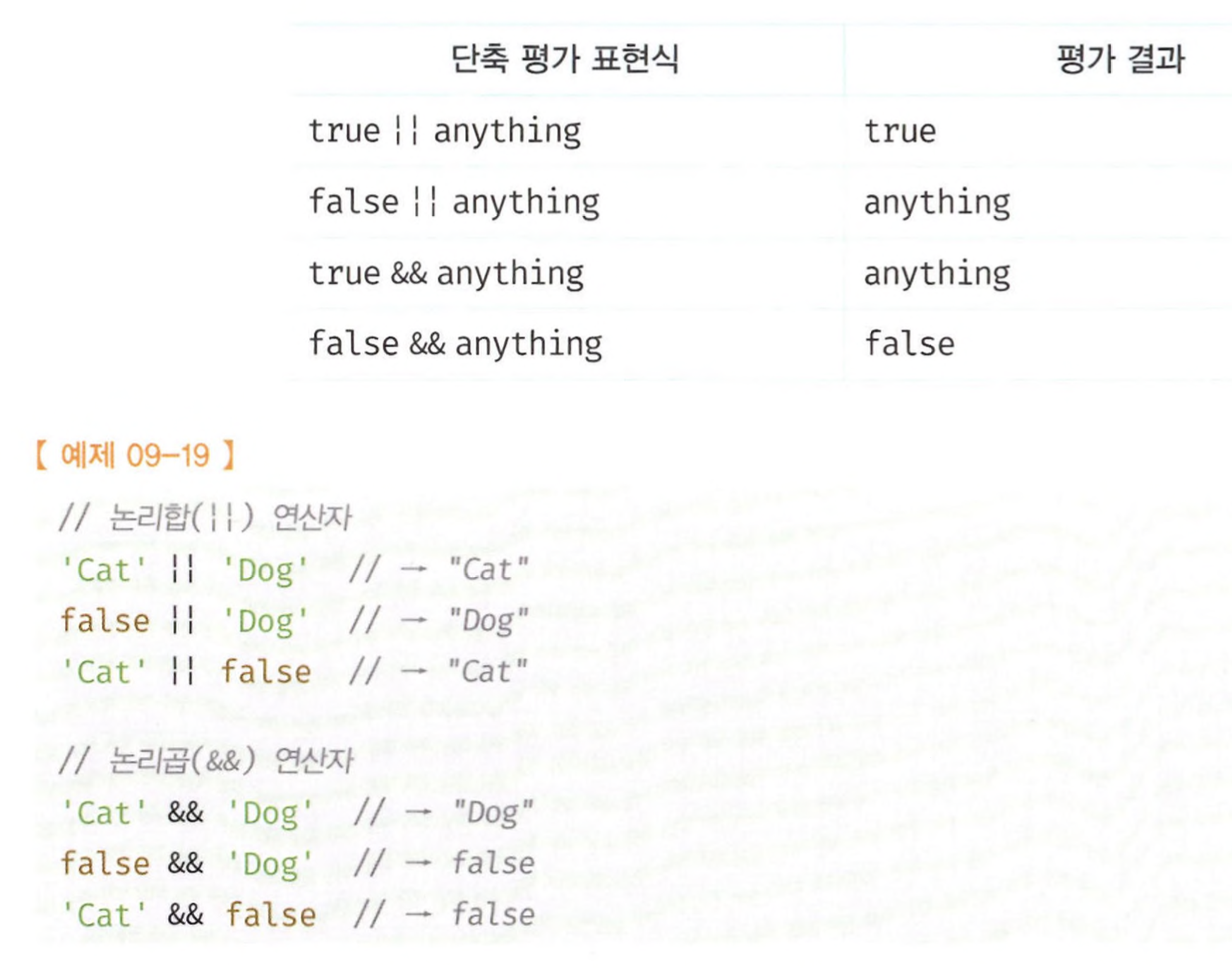 단축 평가 표현식 평가 결과
true || anything true
false || anything anything
true && anything anything
false && anything false
【 예제 09-19 】
// 논리합(||) 연산자
'Cat' || 'Dog' // → "Cat"
false || 'Dog' // → "Dog"
'Cat' || false // → "Cat"
// 논리곱(&&) 연산자
'Cat' && 'Dog' // → "Dog"
false && 'Dog' // → false
'Cat && false // → false